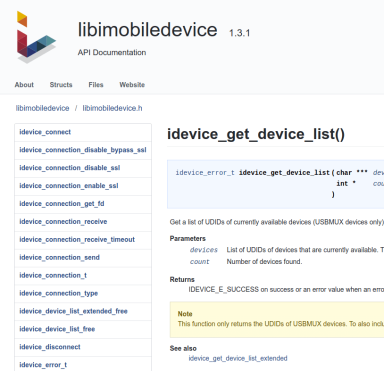 libimobiledevice 1.3.1
API Documentation
About Structs Files Website
libimobiledevice / libimobiledevice.h
idevice_connect
idevice_connection_disable_bypass_ssl
idevice_connection_disable_ssl
idevice_connection_enable_ssl
idevice_connection_get_fd
idevice_connection_receive
idevice_connection_receive_timeout
idevice_connection_send
idevice_connection_t
idevice_connection_type
idevice_device_list_extended_free
idevice_device_list_free
idevice_disconnect
idevice_error_t
idevice_get_device_list()
idevice_error_t idevice_get_device_list ( char *** dev
int * cou
)
Get a list of UDIDs of currently available devices (USBMUX devices only)
Parameters
devices List of UDIDs of devices that are currently available. T
count Number of devices found.
Returns
IDEVICE_E_SUCCESS on success or an error value when an erro
Note
This function only returns the UDIDs of USBMUX devices. To also inclu
See also
idevice_get_device_list_extended